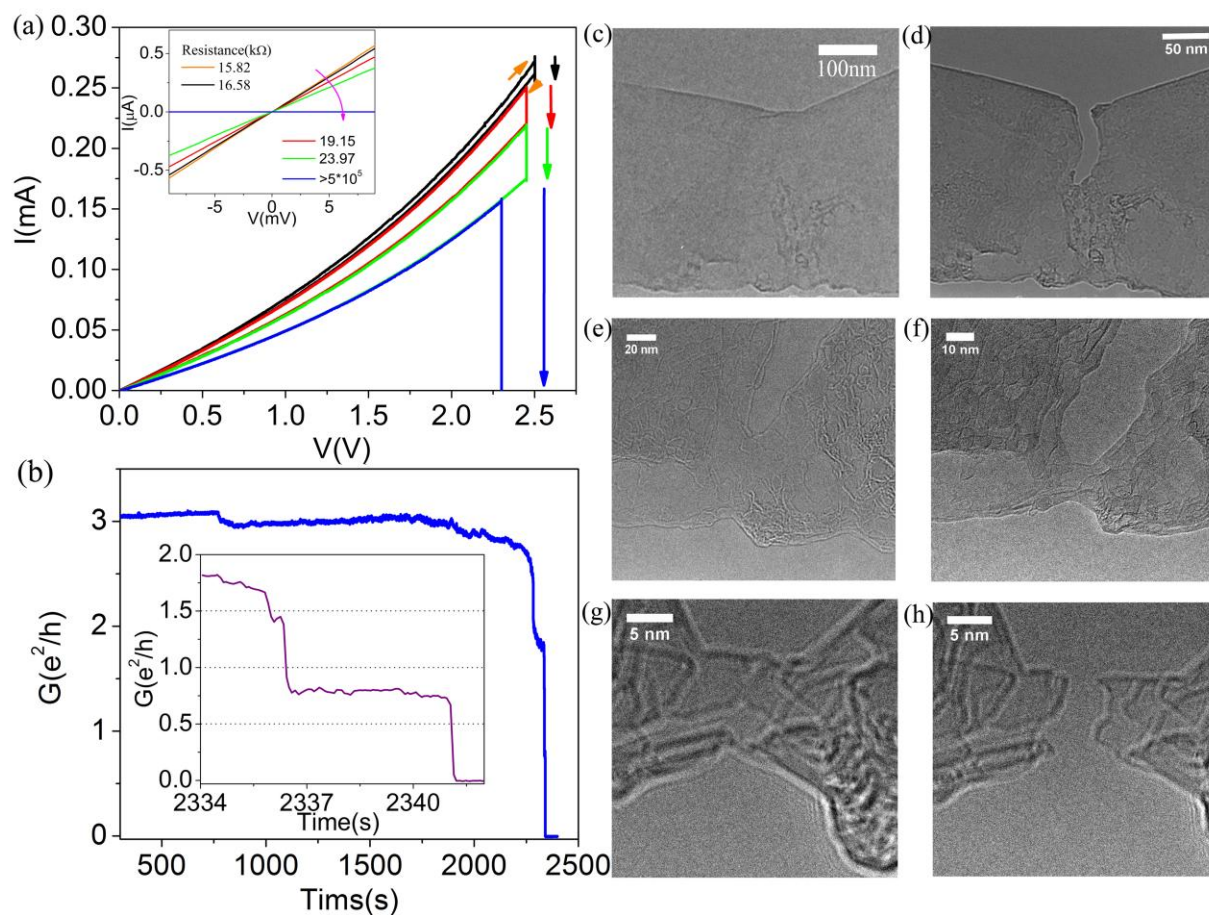 (a)
0.30
0.25
0.20
0.15
0.10
0.05
0.00
I(mA)
0.0 0.5 1.0 1.5 2.0 2.5
V(V)
0.5
0.0
-0.5
I(μA)
-5 0 5
V(mV)
Resistance(kΩ)
15.82
16.58
19.15
23.97
>5*10⁵
(b)
3
2
1
0
G(e²/h)
500 1000 1500 2000 2500
Tims(s)
2.0
1.5
1.0
0.5
0.0
G(e²/h)
2334 2337 2340
Time(s)
(c)
100nm
(d)
50 nm
(e)
20 nm
(f)
10 nm
(g)
5 nm
(h)
5 nm